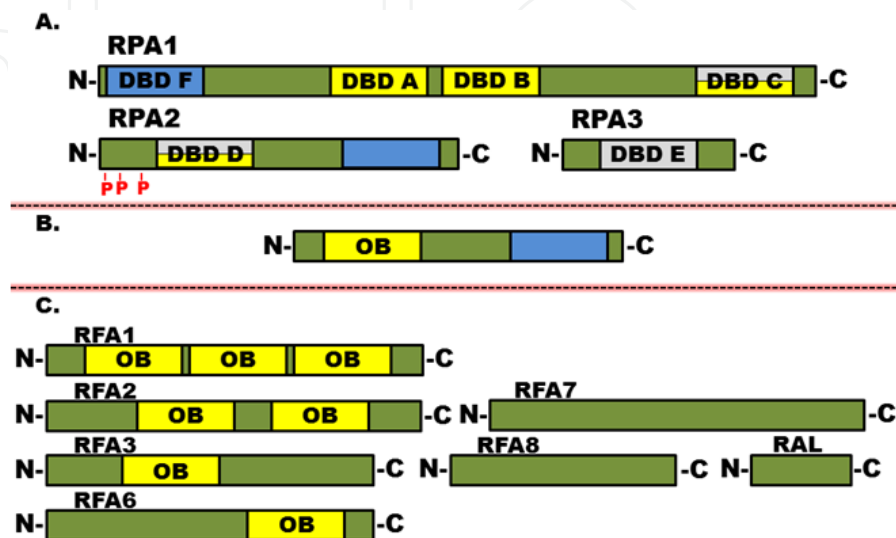 A.
RPA1
N- DBD F DBD A DBD B DBD C -C
RPA2 RPA3
N- DBD D -C N- DBD E -C
P P P
B.
N- OB -C
C.
RFA1
N- OB OB OB -C
RFA2 RFA7
N- OB OB -C N- -C
RFA3 RFA8 RAL
N- OB -C N- -C N- -C
RFA6
N- OB -C